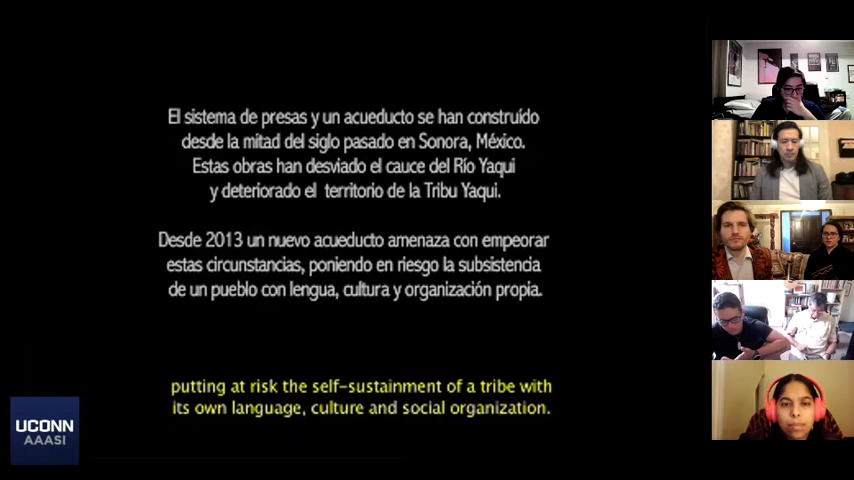 El sistema de presas y un acueducto se han construído
desde la mitad del siglo pasado en Sonora, México.
Estas obras han desviado el cauce del Río Yaqui
y deteriorado el territorio de la Tribu Yaqui.
Desde 2013 un nuevo acueducto amenaza con empeorar
estas circunstancias, poniendo en riesgo la subsistencia
de un pueblo con lengua, cultura y organización propia.
putting at risk the self-sustainment of a tribe with
its own language, culture and social organization.
UCONN
AAASI